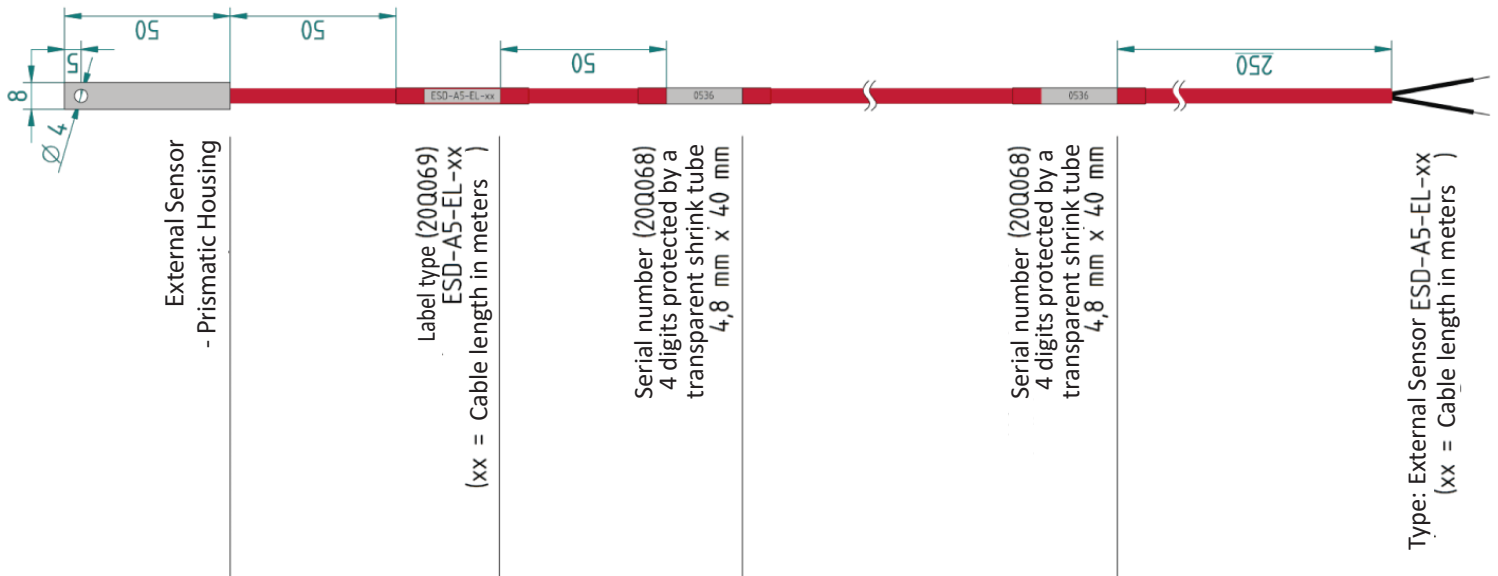 50
50
5
8
Ø 4
50
250
ESD-A5-EL-xx
0536
0536
External Sensor
- Prismatic Housing
Label type (20Q069)
ESD-A5-EL-xx
(xx = Cable length in meters )
Serial number (20Q068)
4 digits protected by a
transparent shrink tube
4,8 mm x 40 mm
Serial number (20Q068)
4 digits protected by a
transparent shrink tube
4,8 mm x 40 mm
Type: External Sensor ESD-A5-EL-xx
(xx = Cable length in meters )